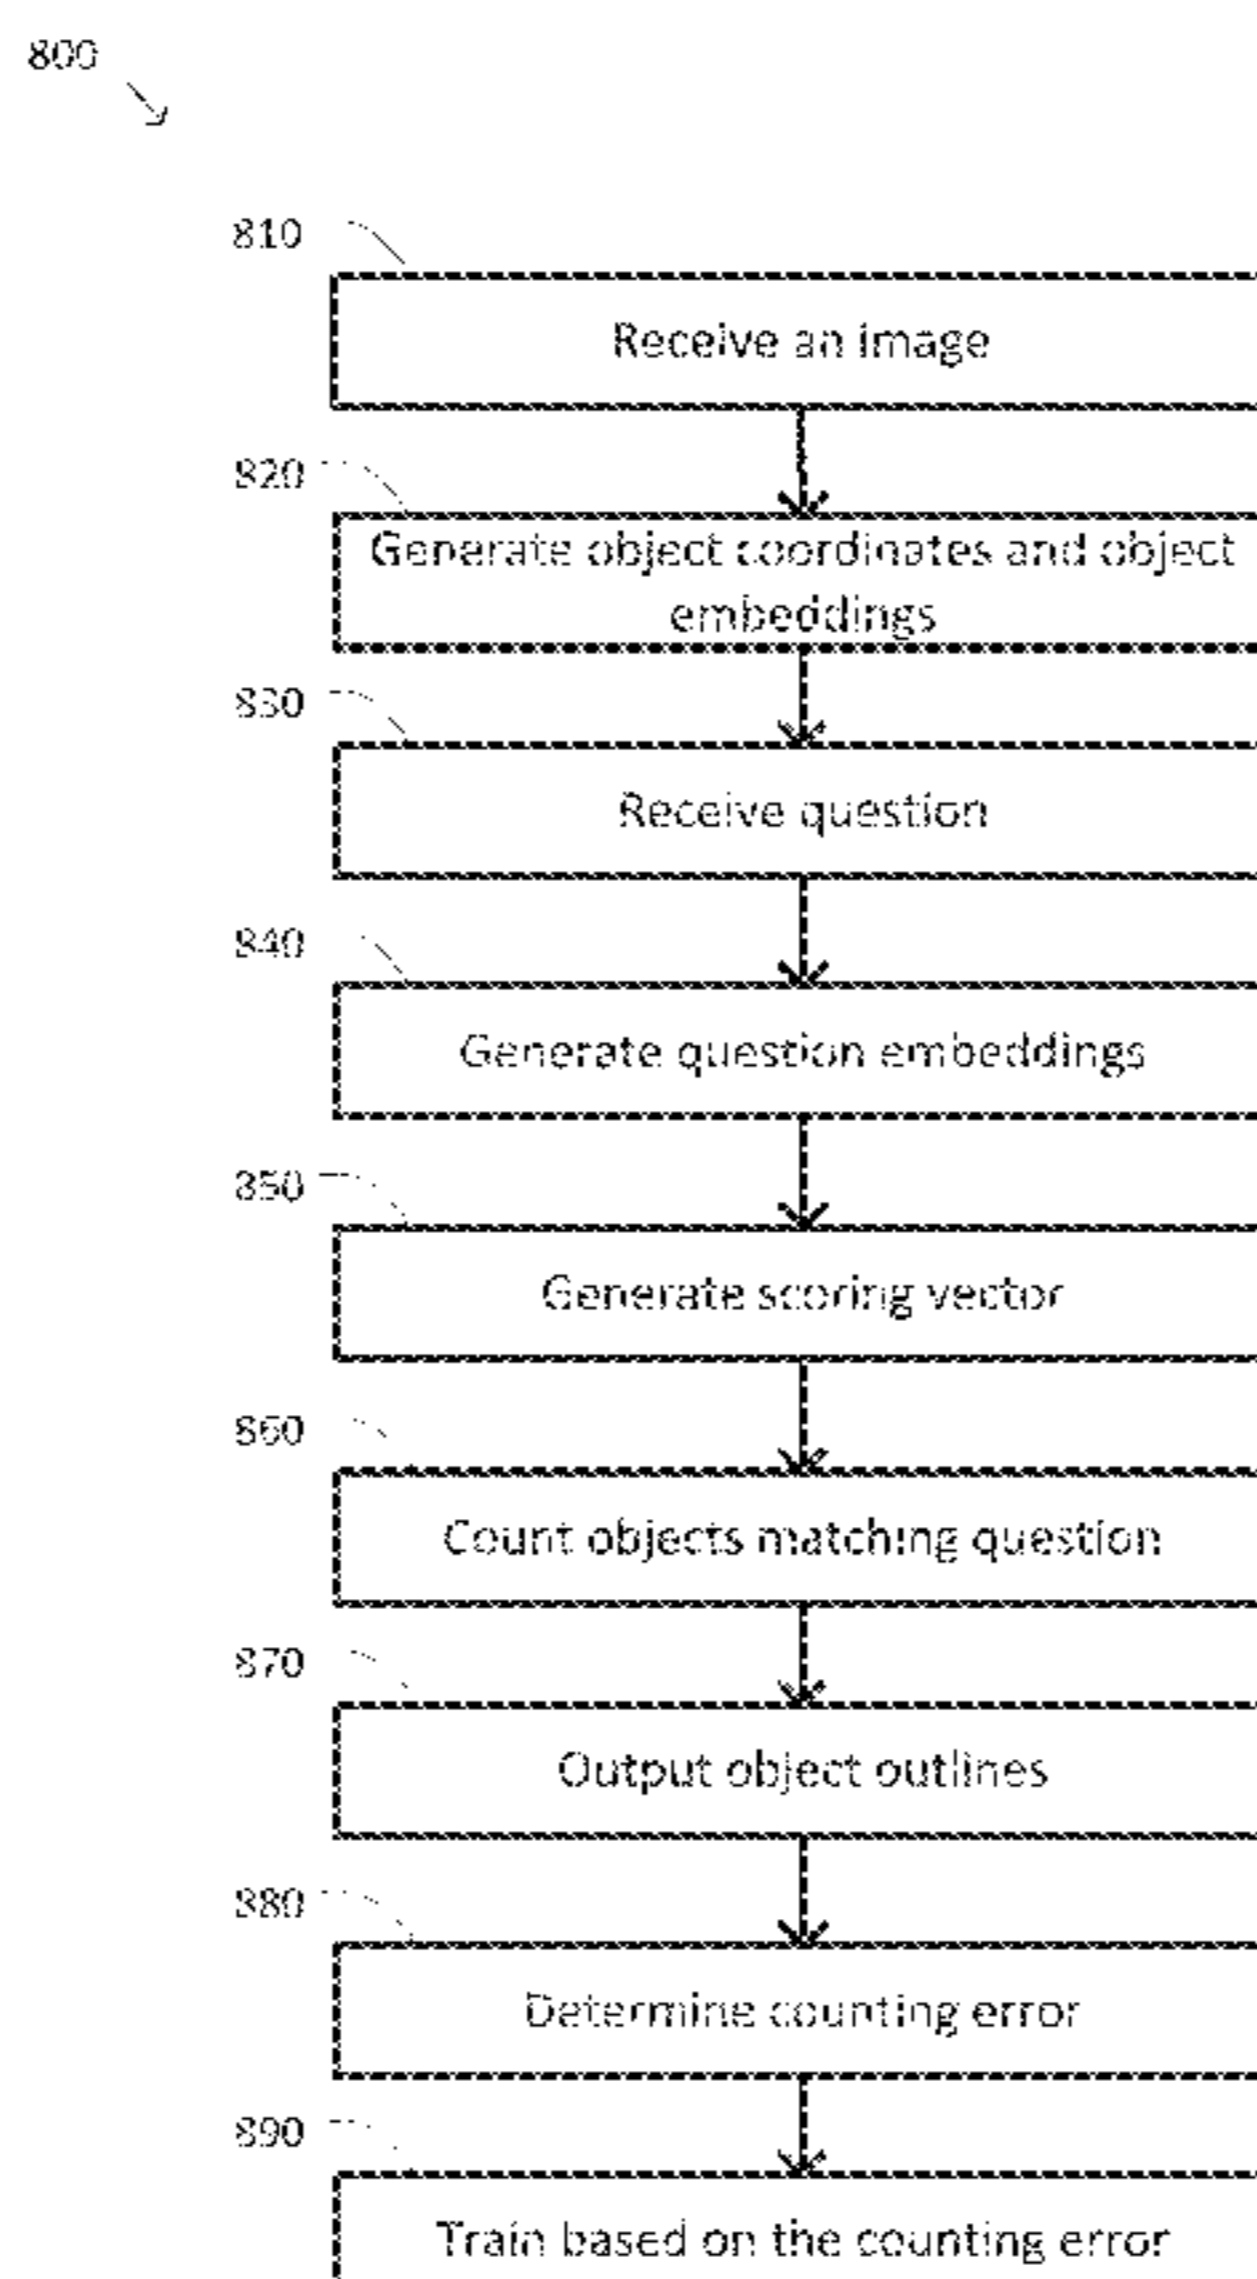 800
810
Receive an image
820
Generate object coordinates and object
embeddings
830
Receive question
840
Generate question embeddings
850
Generate scoring vector
860
Count objects matching question
870
Output object outlines
880
Determine counting error
890
Train based on the counting error